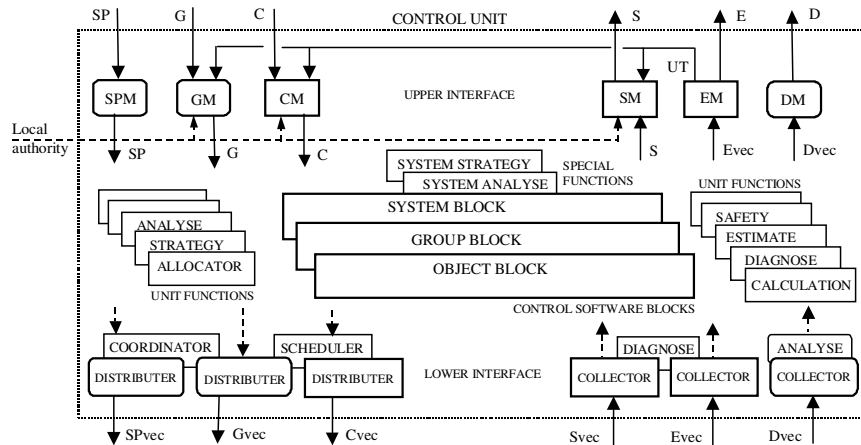 SP G C CONTROL UNIT S E D
UT
SPM GM CM UPPER INTERFACE SM EM DM
Local
authority
SP G C S Evec Dvec
SYSTEM STRATEGY SPECIAL
FUNCTIONS
SYSTEM ANALYSE
UNIT FUNCTIONS
SYSTEM BLOCK
GROUP BLOCK
OBJECT BLOCK
ANALYSE
STRATEGY
ALLOCATOR
UNIT FUNCTIONS
SAFETY
ESTIMATE
DIAGNOSE
CALCULATION
CONTROL SOFTWARE BLOCKS
COORDINATOR SCHEDULER DIAGNOSE ANALYSE
DISTRIBUTER DISTRIBUTER DISTRIBUTER LOWER INTERFACE COLLECTOR COLLECTOR COLLECTOR
SPvec Gvec Cvec Svec Evec Dvec